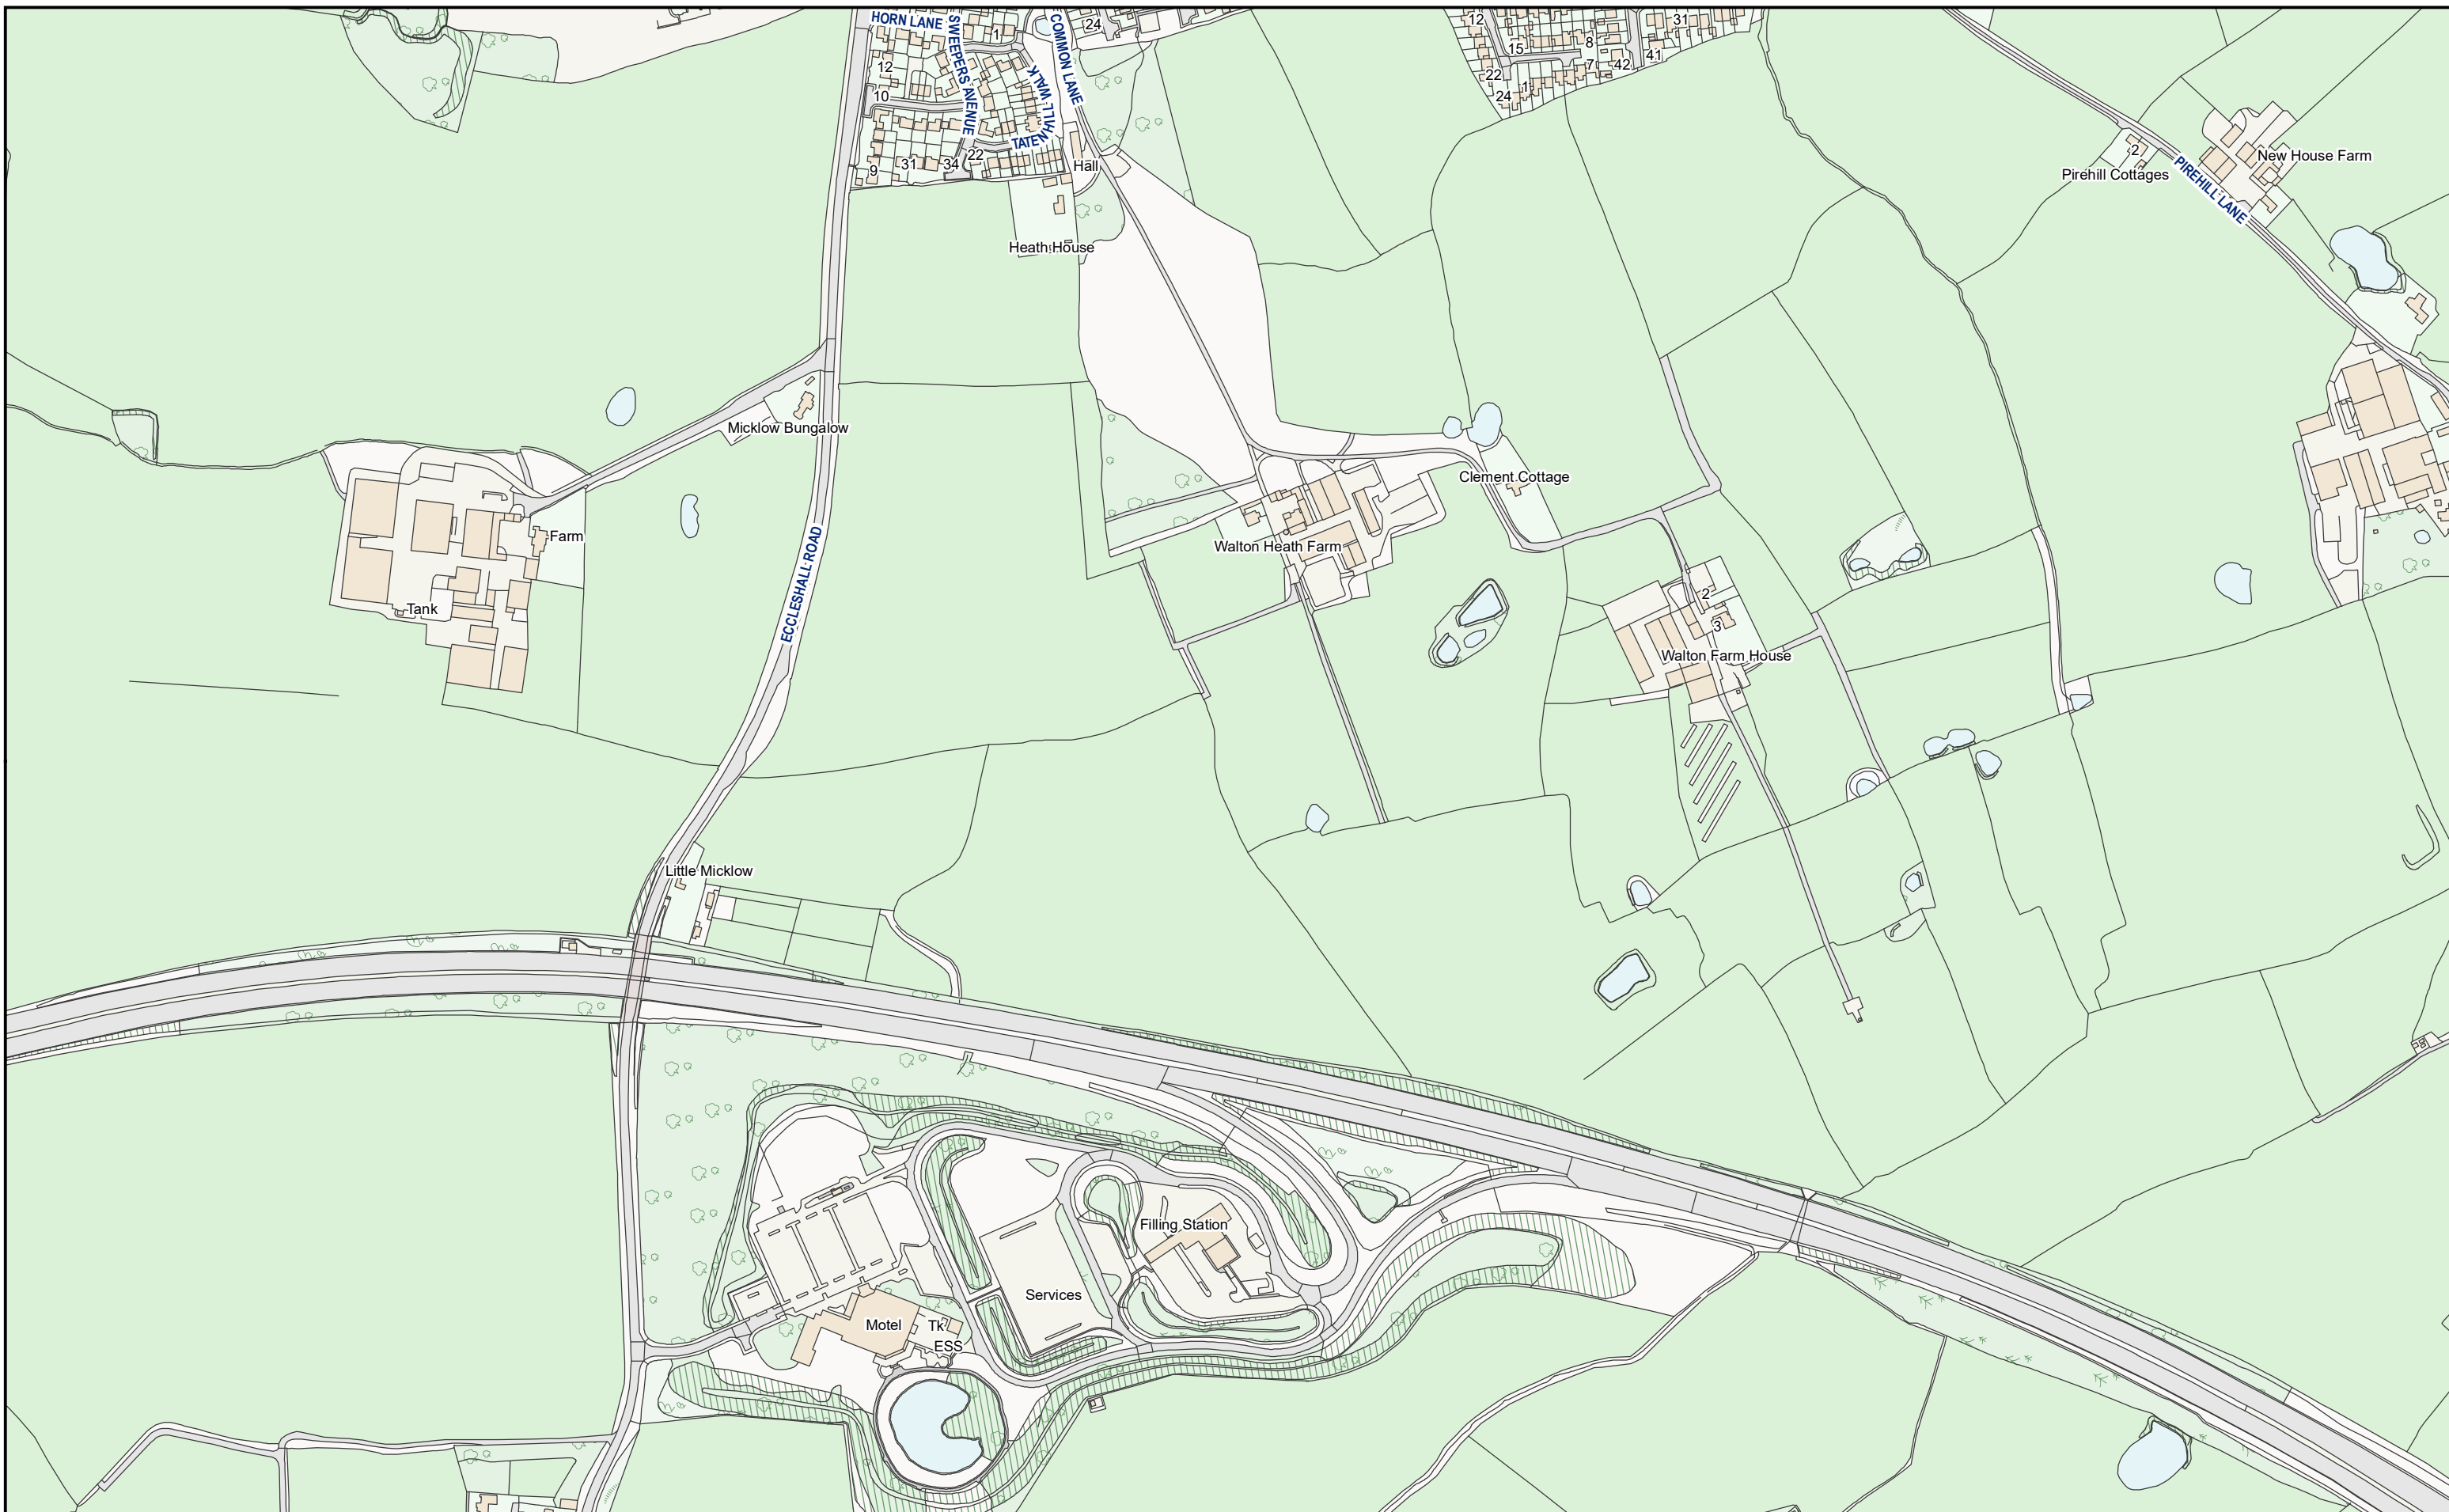 HORN LANE
SWEEPERS AVENUE
COMMON LANE
24
1
12
10
HILL WALK
TATEN
9
31
34
22
Hall
Heath House
12
15
22
24
1
8
7
42
41
31
2
Pirehill Cottages
PIREHILL LANE
New House Farm
Micklow Bungalow
Farm
Tank
ECCLESHALL ROAD
Clement Cottage
Walton Heath Farm
2
3
Walton Farm House
Little Micklow
Filling Station
Services
Motel
Tk
ESS